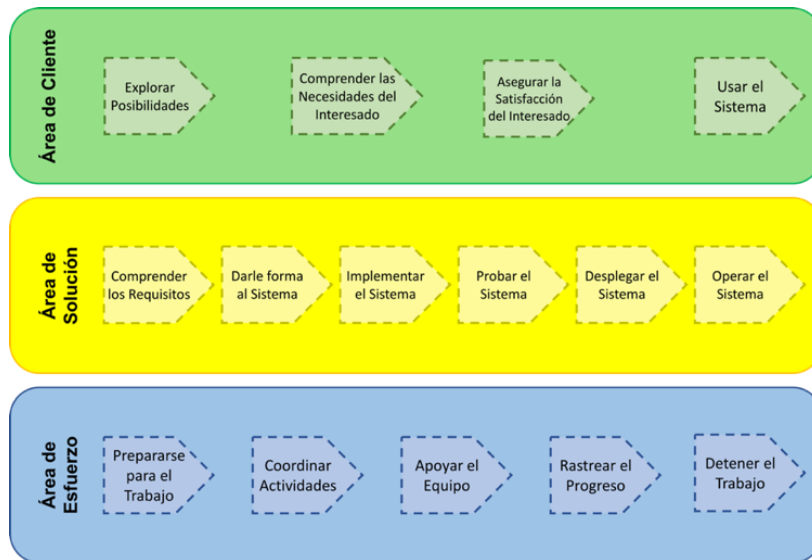 Área de Cliente
Explorar
Posibilidades
Comprender las
Necesidades del
Interesado
Asegurar la
Satisfacción
del Interesado
Usar el
Sistema
Área de
Solución
Comprender
los Requisitos
Darle forma
al Sistema
Implementar
el Sistema
Probar el
Sistema
Desplegar el
Sistema
Operar el
Sistema
Área de
Esfuerzo
Prepararse
para el
Trabajo
Coordinar
Actividades
Apoyar el
Equipo
Rastrear el
Progreso
Detener el
Trabajo